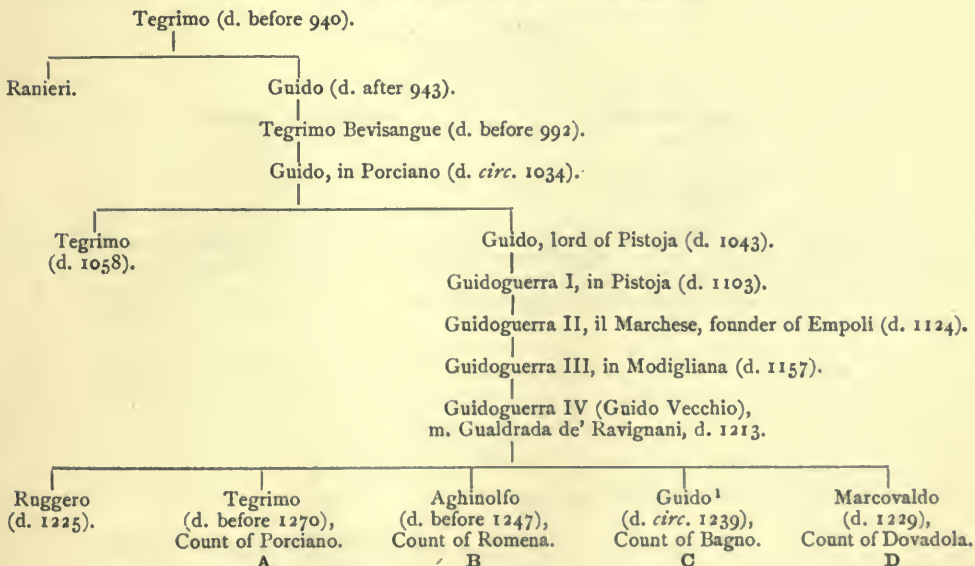 Tegrimo (d. before 940).
Ranieri.
Guido (d. after 943).
Tegrimo Bevisangue (d. before 992).
Guido, in Porciano (d. circ. 1034).
Tegrimo
(d. 1058).
Guido, lord of Pistoja (d. 1043).
Guidoguerra I, in Pistoja (d. 1103).
Guidoguerra II, il Marchese, founder of Empoli (d. 1124).
Guidoguerra III, in Modigliana (d. 1157).
Guidoguerra IV (Guido Vecchio),
m. Gualdrada de' Ravignani, d. 1213.
Ruggero
(d. 1225).
Tegrimo
(d. before 1270),
Count of Porciano.
A
Aghinolfo
(d. before 1247),
Count of Romena.
B
Guido¹
(d. circ. 1239),
Count of Bagno.
C
Marcovaldo
(d. 1229),
Count of Dovadola.
D